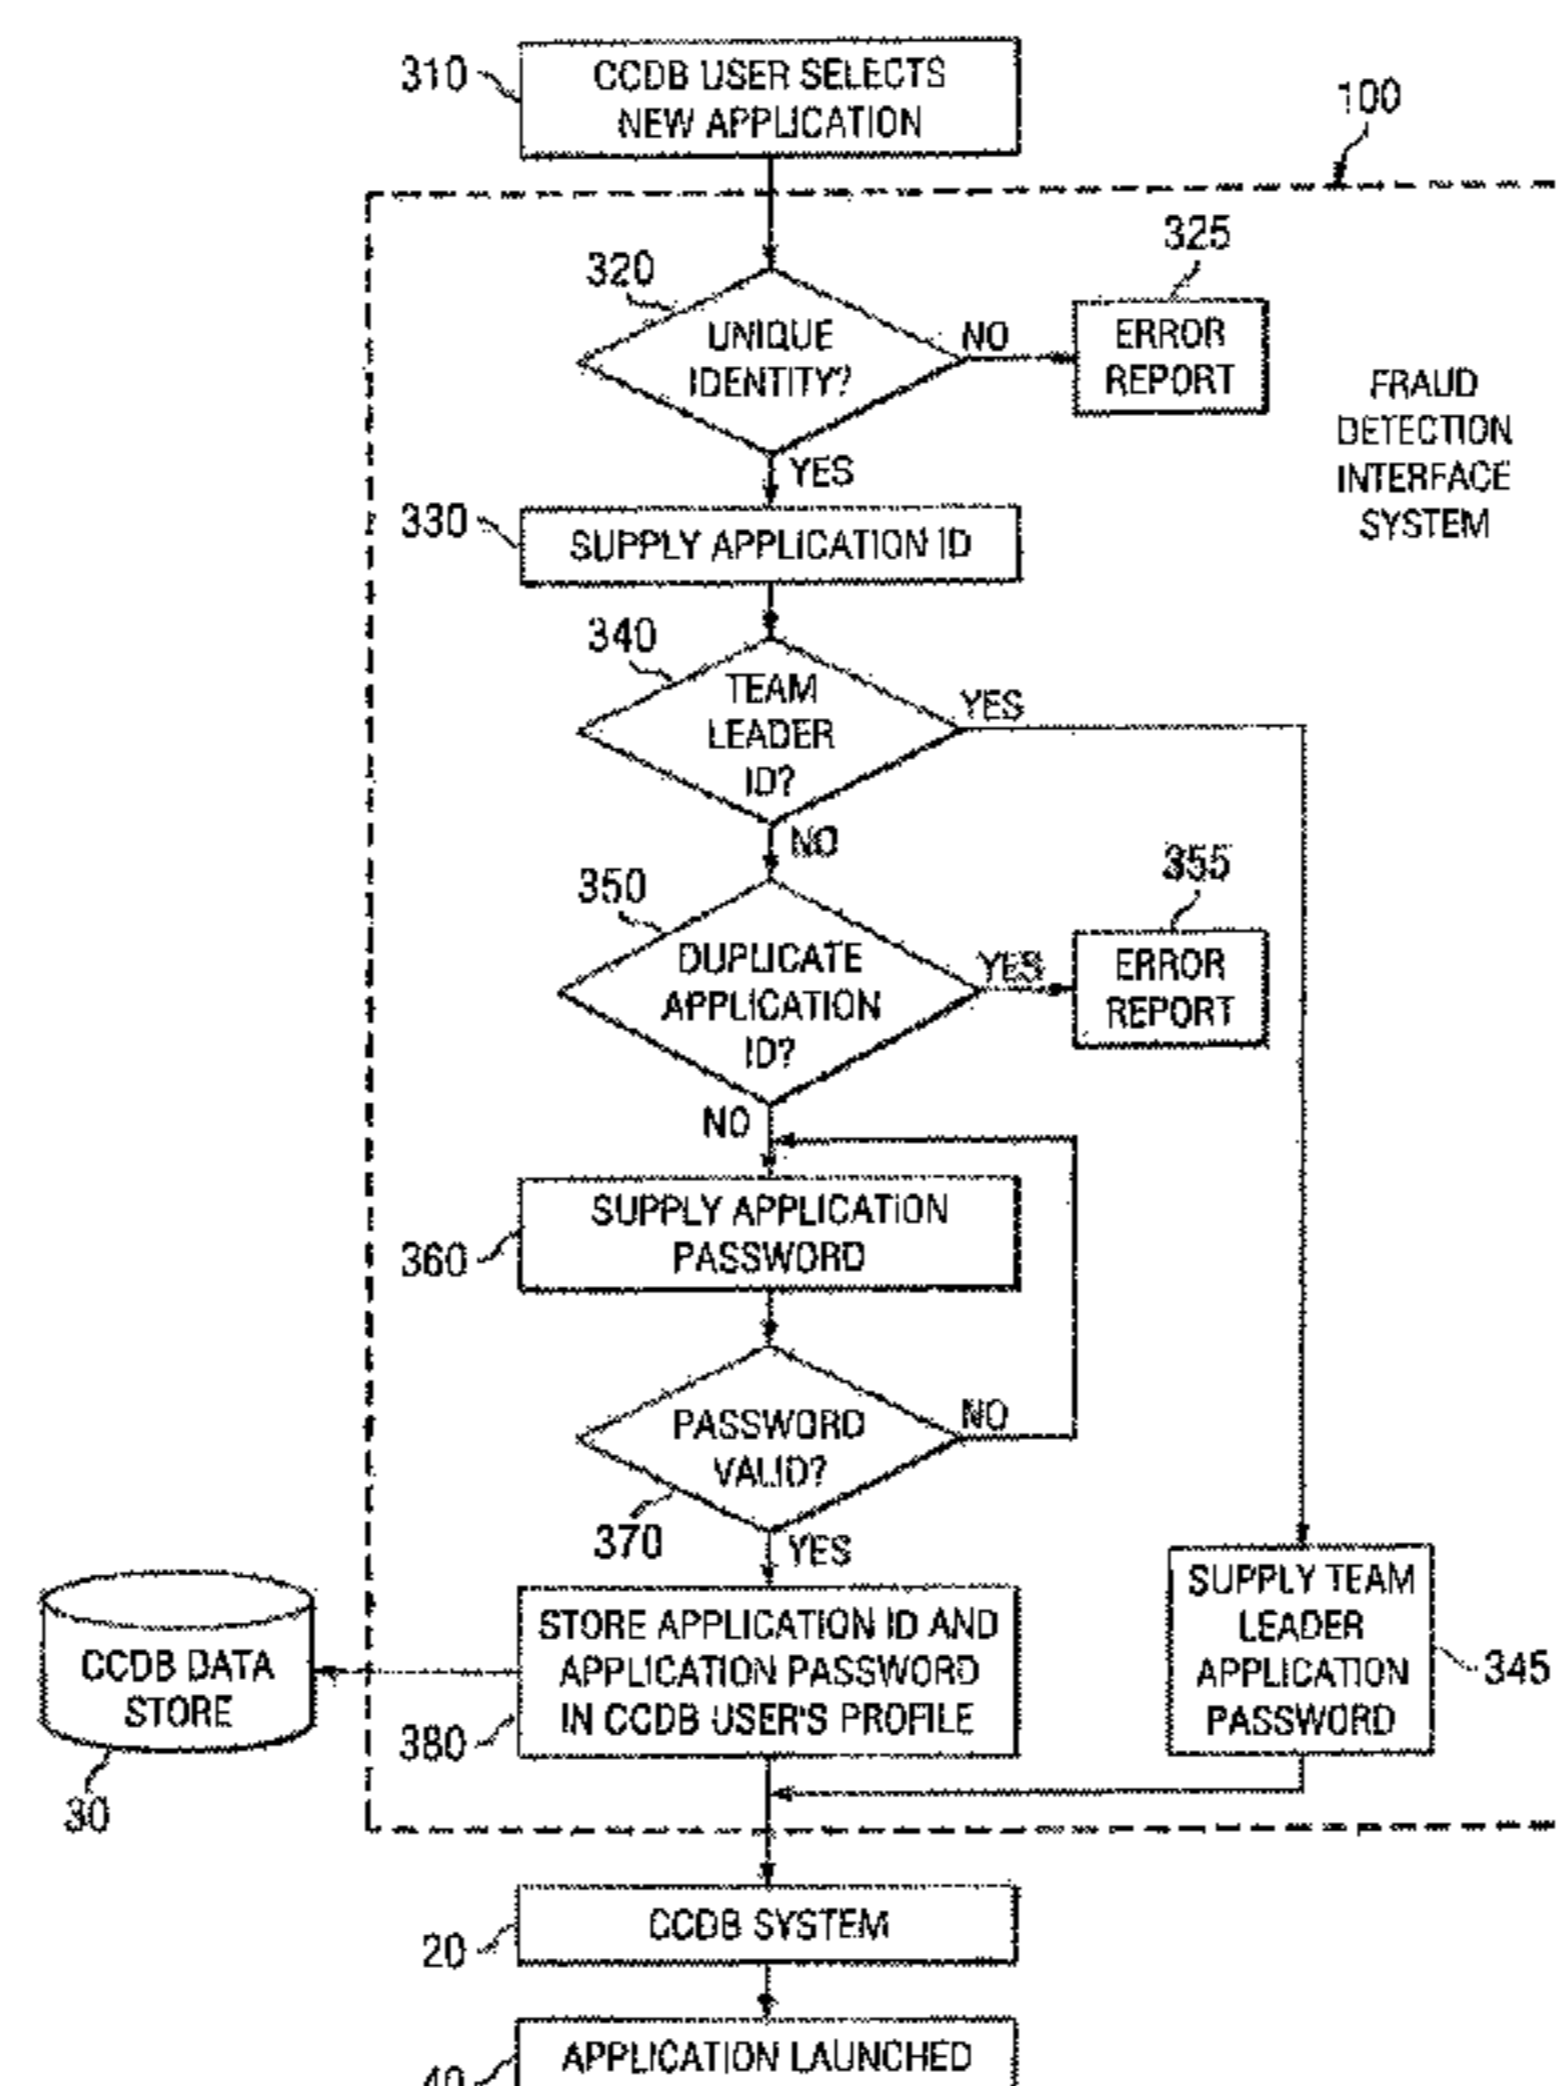 310
CCDB USER SELECTS
NEW APPLICATION
100
325
320
UNIQUE
IDENTITY?
NO
ERROR
REPORT
FRAUD
DETECTION
INTERFACE
SYSTEM
YES
330
SUPPLY APPLICATION ID
340
TEAM
LEADER
ID?
YES
NO
355
350
DUPLICATE
APPLICATION
ID?
YES
ERROR
REPORT
NO
SUPPLY APPLICATION
PASSWORD
360
PASSWORD
VALID?
NO
370
YES
CCDB DATA
STORE
30
STORE APPLICATION ID AND
APPLICATION PASSWORD
IN CCDB USER'S PROFILE
380
SUPPLY TEAM
LEADER
APPLICATION
PASSWORD
345
CCDB SYSTEM
20
APPLICATION LAUNCHED
40